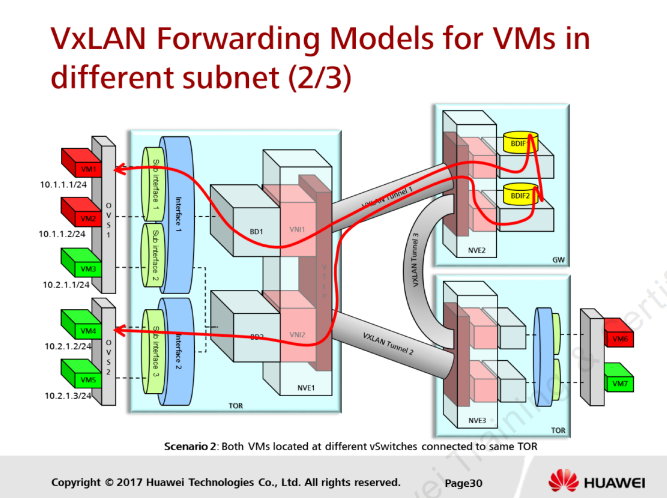 VxLAN Forwarding Models for VMs in
different subnet (2/3)
VM1
10.1.1.1/24
VM2
10.1.1.2/24
VM3
10.2.1.1/24
OVS1
VM4
10.2.1.2/24
VM5
10.2.1.3/24
OVS2
Sub interface 1
Sub interface 2
Interface 1
Sub interface 3
Interface 2
BD1
VNI1
BD2
VNI2
NVE1
TOR
VXLAN Tunnel 1
VXLAN Tunnel 3
VXLAN Tunnel 2
BDIF1
BDIF2
NVE2
GW
NVE3
TOR
VM6
VM7
Scenario 2: Both VMs located at different vSwitches connected to same TOR
Copyright © 2017 Huawei Technologies Co., Ltd. All rights reserved.
Page30
HUAWEI